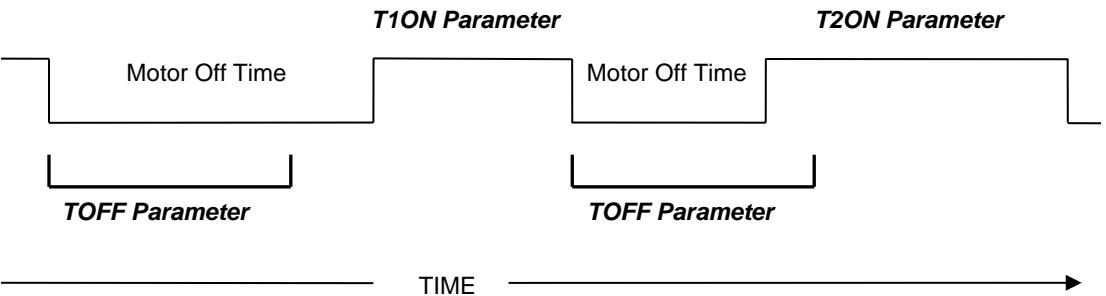 T1ON Parameter
T2ON Parameter
Motor Off Time
Motor Off Time
TOFF Parameter
TOFF Parameter
TIME